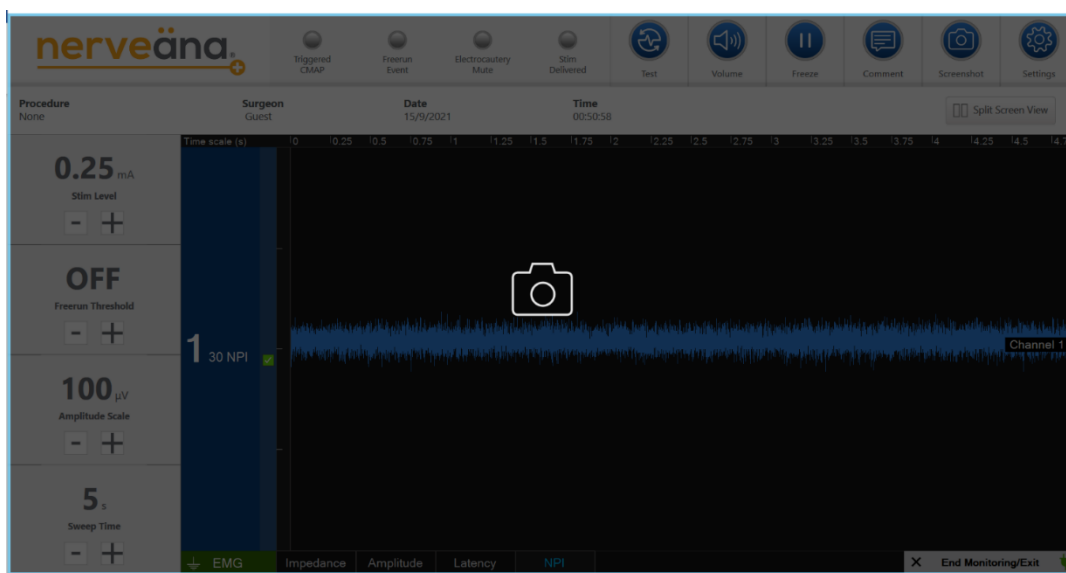 nerveäna
Triggered CMAP
Freerun Event
Electrocautery Mute
Stim Delivered
Test
Volume
Freeze
Comment
Screenshot
Settings
Procedure
None
Surgeon
Guest
Date
15/9/2021
Time
00:50:58
Split Screen View
0.25 mA
Stim Level
- +
OFF
Freerun Threshold
- +
100 µV
Amplitude Scale
- +
5 s
Sweep Time
- +
Time scale (s) 0 0.25 0.5 0.75 1 1.25 1.5 1.75 2 2.25 2.5 2.75 3 3.25 3.5 3.75 4 4.25 4.5
1 30 NPI
Channel 1
EMG Impedance Amplitude Latency NPI
X End Monitoring/Exit